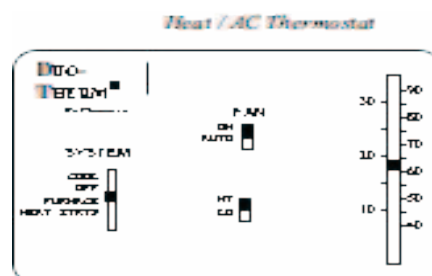 Heat / AC Thermostat
DUO-
THERM
FAN
ON
AUTO
SYSTEM
COOL
OFF
FURNACE
HEAT STRIP
HI
LO
90
30
80
70
60
50
10
40